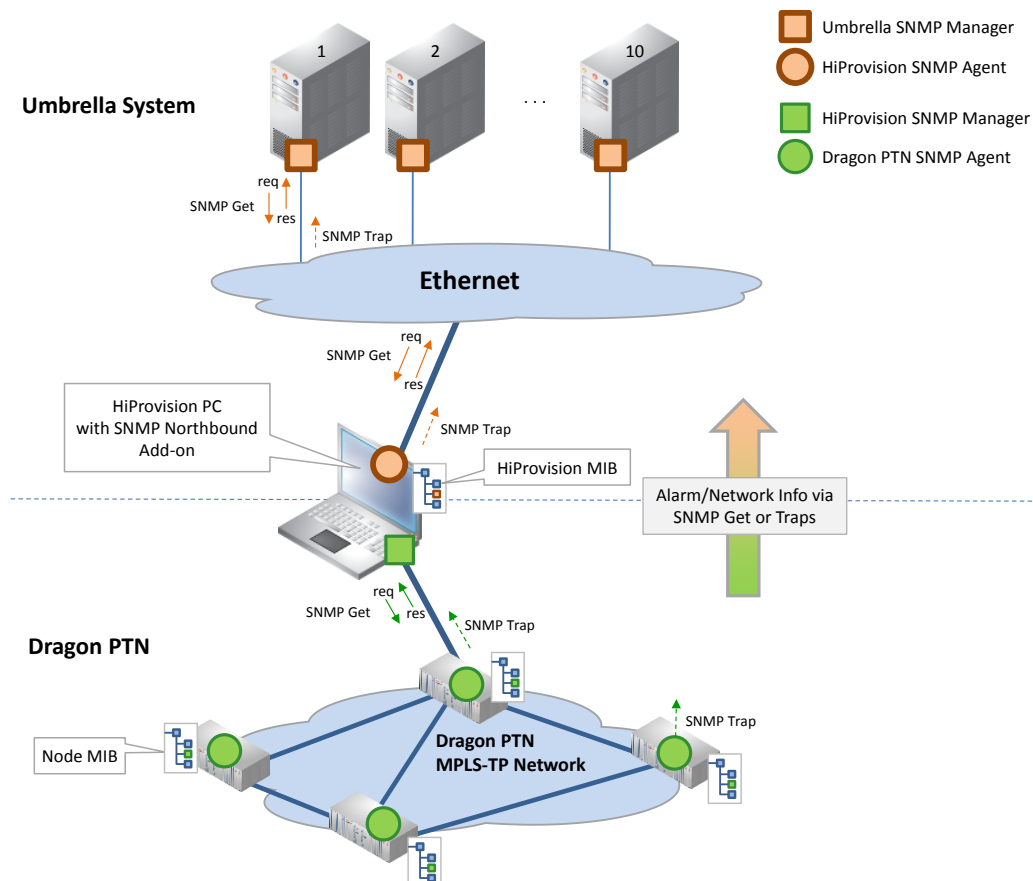 1
2
10
. . .
Umbrella SNMP Manager
HiProvision SNMP Agent
HiProvision SNMP Manager
Dragon PTN SNMP Agent
Umbrella System
req
SNMP Get
res
SNMP Trap
Ethernet
req
SNMP Get
res
SNMP Trap
HiProvision PC
with SNMP Northbound
Add-on
HiProvision MIB
Alarm/Network Info via
SNMP Get or Traps
req
SNMP Get
res
SNMP Trap
Dragon PTN
SNMP Trap
Node MIB
Dragon PTN
MPLS-TP Network